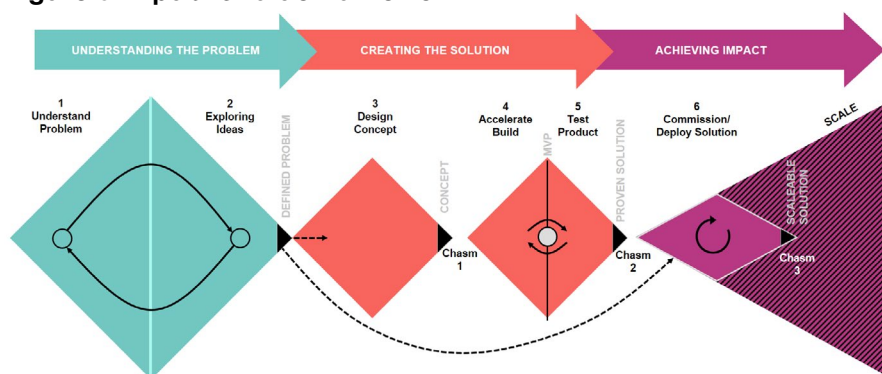 UNDERSTANDING THE PROBLEM
CREATING THE SOLUTION
ACHIEVING IMPACT
1
Understand
Problem
2
Exploring
Ideas
DEFINED PROBLEM
3
Design
Concept
CONCEPT
Chasm
1
4
Accelerate
Build
MVP
5
Test
Product
PROVEN SOLUTION
Chasm
2
6
Commission/
Deploy Solution
SCALE
SCALEABLE
SOLUTION
Chasm
3